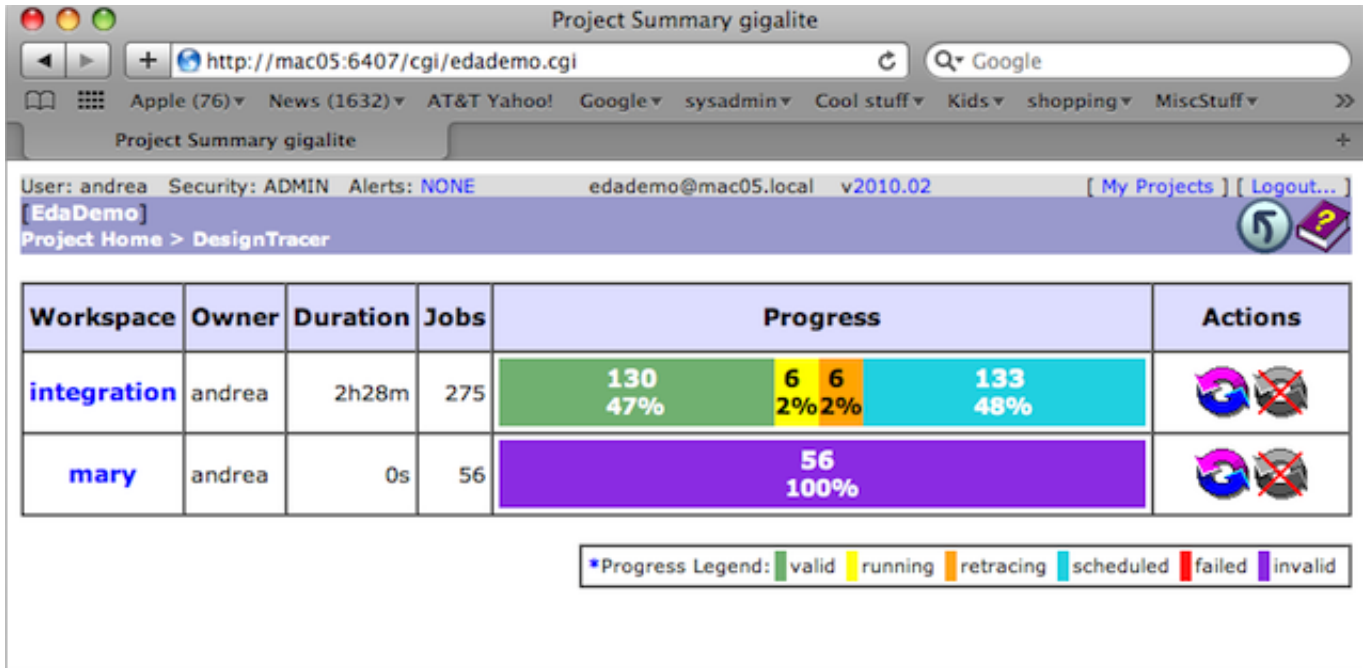 Project Summary gigalite
http://mac05:6407/cgi/edademo.cgi
Google
Apple (76) News (1632) AT&T Yahoo! Google sysadmin Cool stuff Kids shopping MiscStuff
Project Summary gigalite
User: andrea Security: ADMIN Alerts: NONE edademo@mac05.local v2010.02 [ My Projects ] [ Logout... ]
[EdaDemo]
Project Home > DesignTracer
Workspace Owner Duration Jobs Progress Actions
integration andrea 2h28m 275 130 6 6 133
47% 2% 2% 48%
mary andrea 0s 56 56
100%
*Progress Legend: valid running retracing scheduled failed invalid